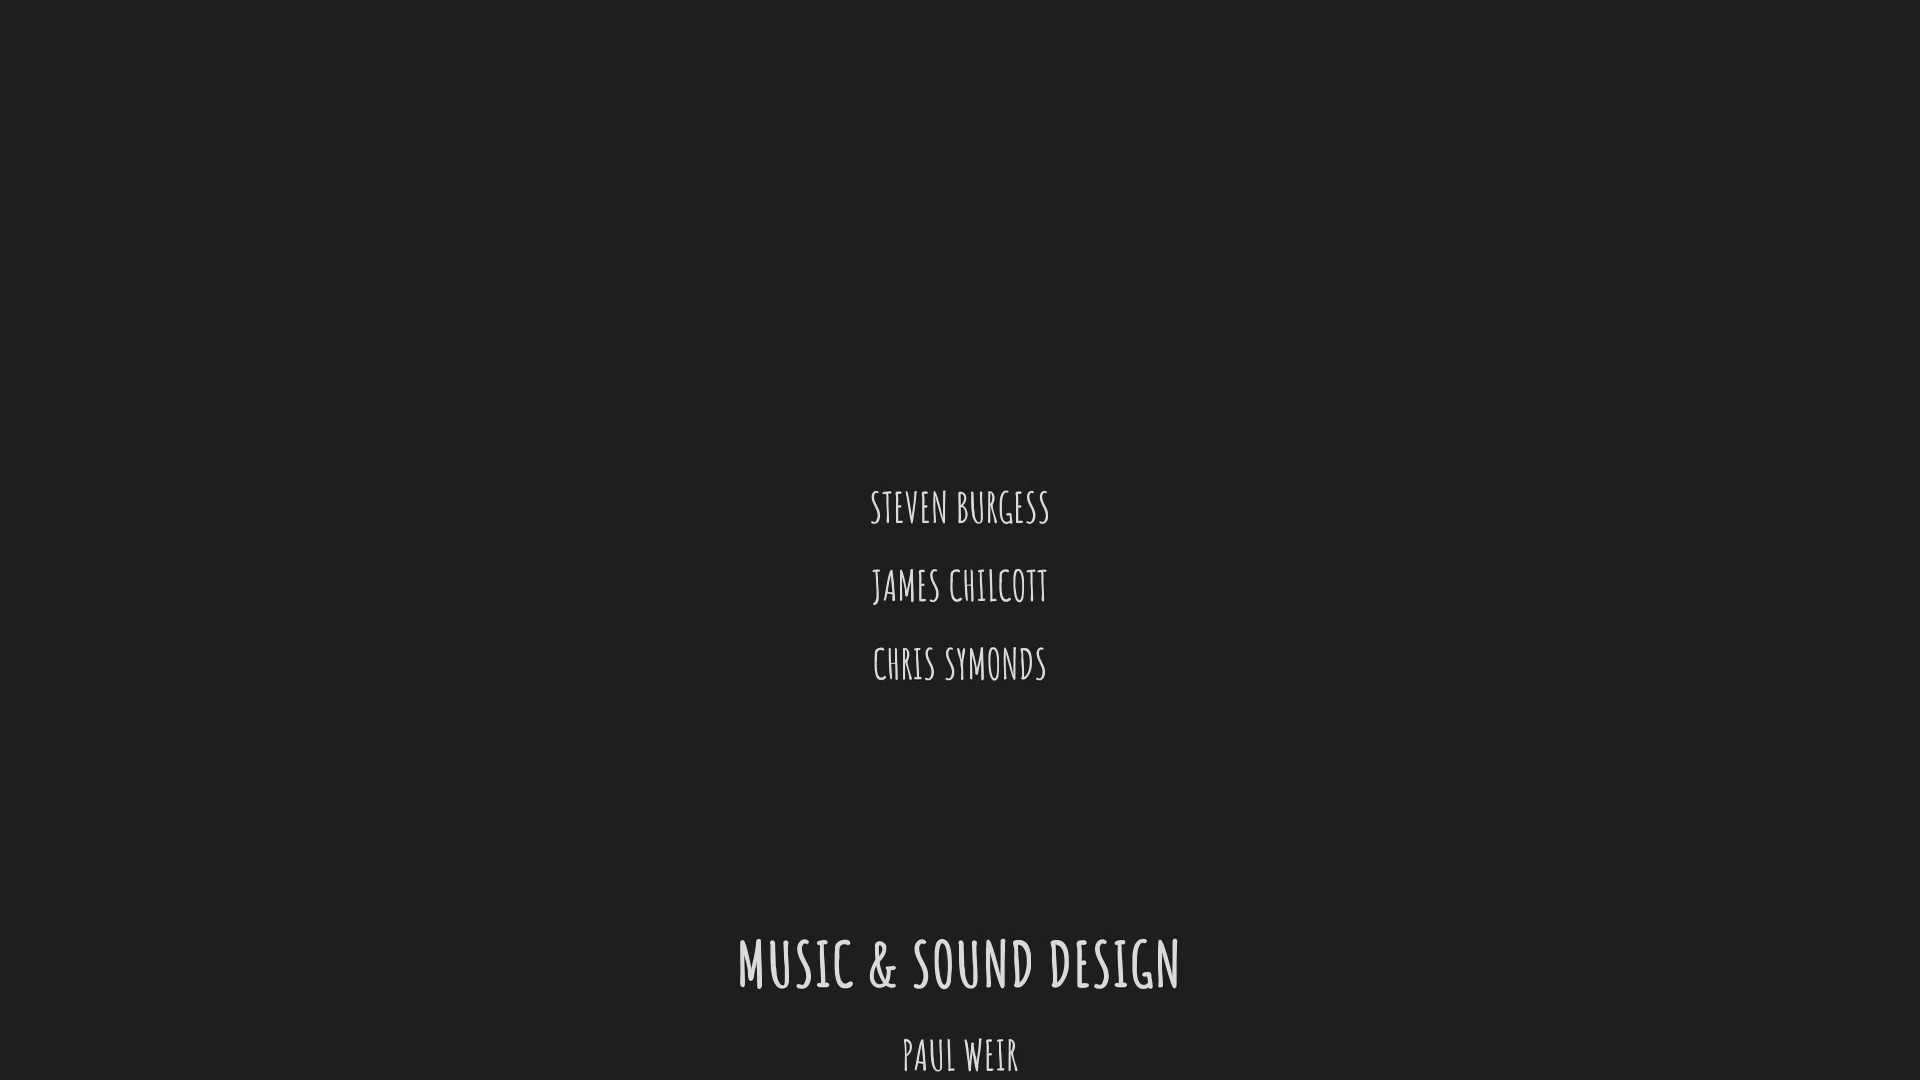 STEVEN BURGESS
JAMES CHILCOTT
CHRIS SYMONDS
MUSIC & SOUND DESIGN
PAUL WEIR